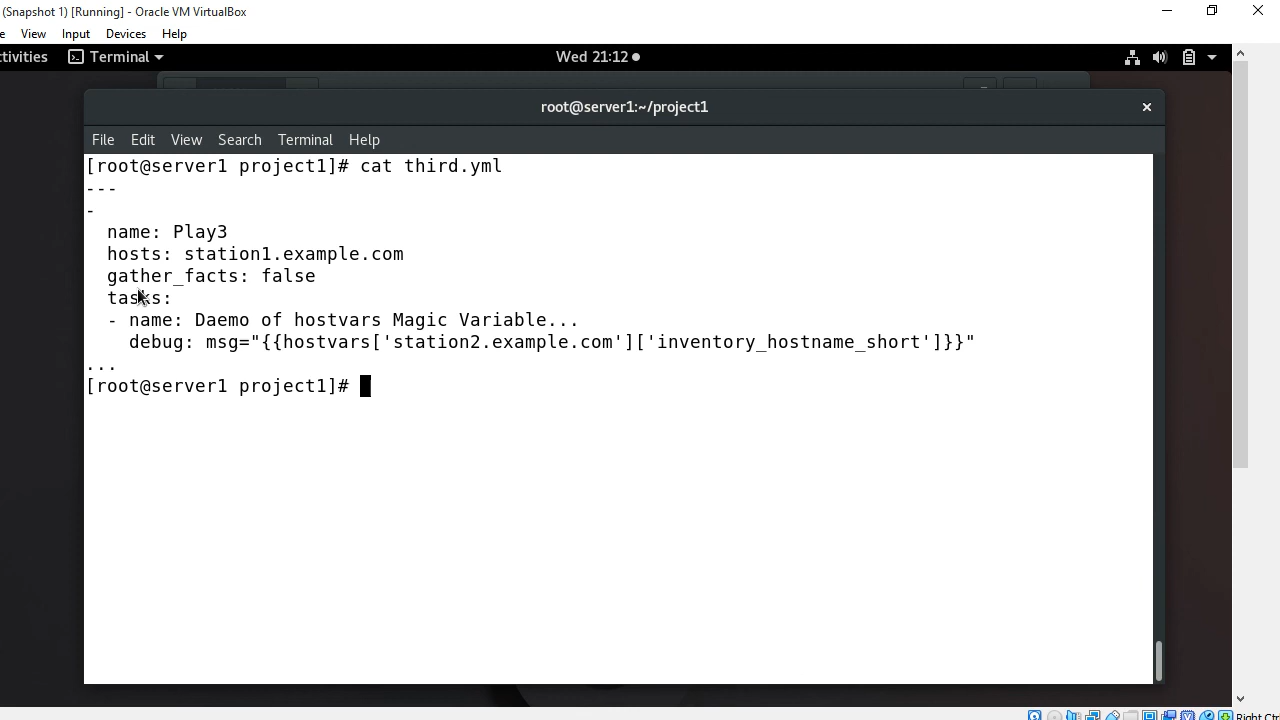 (Snapshot 1) [Running] - Oracle VM VirtualBox
View Input Devices Help
Terminal
Wed 21:12
root@server1:~/project1
File Edit View Search Terminal Help
[root@server1 project1]# cat third.yml
---
-
name: Play3
hosts: station1.example.com
gather_facts: false
tasks:
- name: Daemo of hostvars Magic Variable...
debug: msg="{{hostvars['station2.example.com']['inventory_hostname_short']}}"
...
[root@server1 project1]#
Right